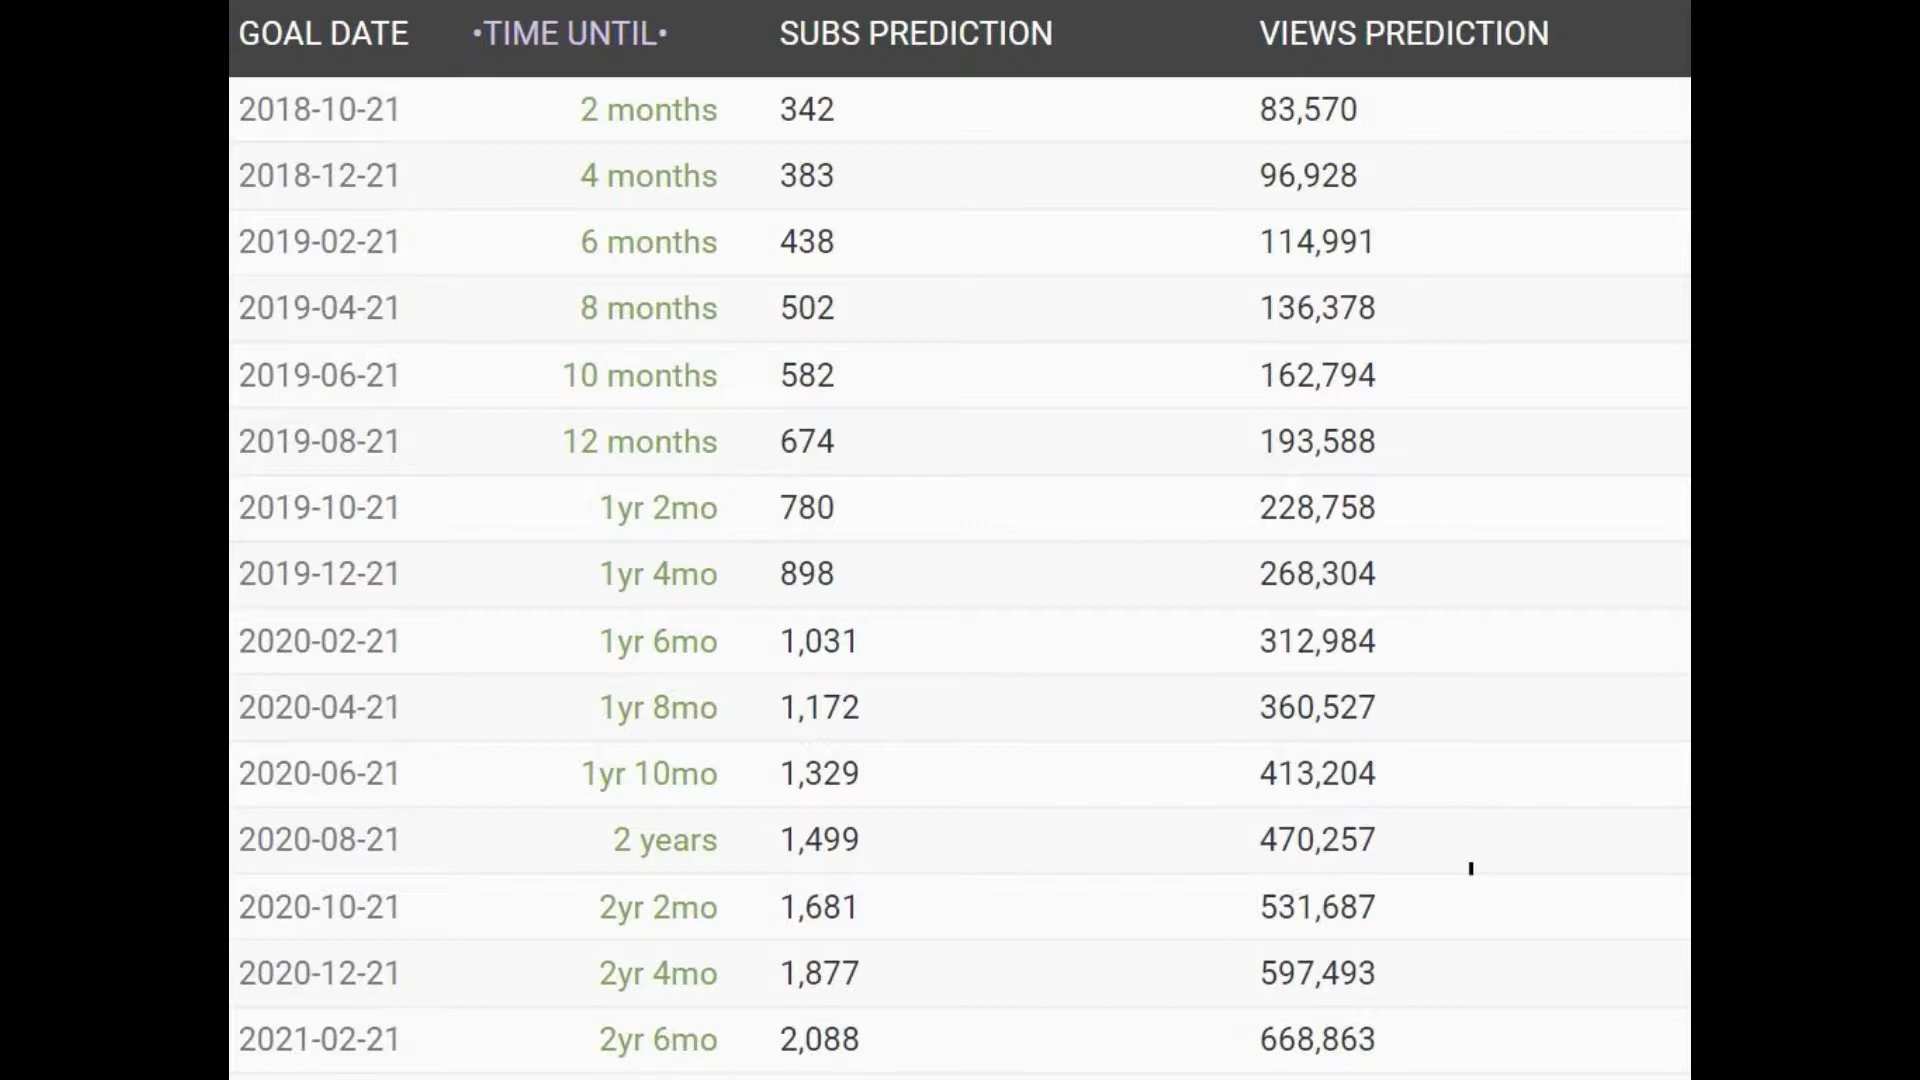 GOAL DATE •TIME UNTIL• SUBS PREDICTION VIEWS PREDICTION
2018-10-21 2 months 342 83,570
2018-12-21 4 months 383 96,928
2019-02-21 6 months 438 114,991
2019-04-21 8 months 502 136,378
2019-06-21 10 months 582 162,794
2019-08-21 12 months 674 193,588
2019-10-21 1yr 2mo 780 228,758
2019-12-21 1yr 4mo 898 268,304
2020-02-21 1yr 6mo 1,031 312,984
2020-04-21 1yr 8mo 1,172 360,527
2020-06-21 1yr 10mo 1,329 413,204
2020-08-21 2 years 1,499 470,257
2020-10-21 2yr 2mo 1,681 531,687
2020-12-21 2yr 4mo 1,877 597,493
2021-02-21 2yr 6mo 2,088 668,863